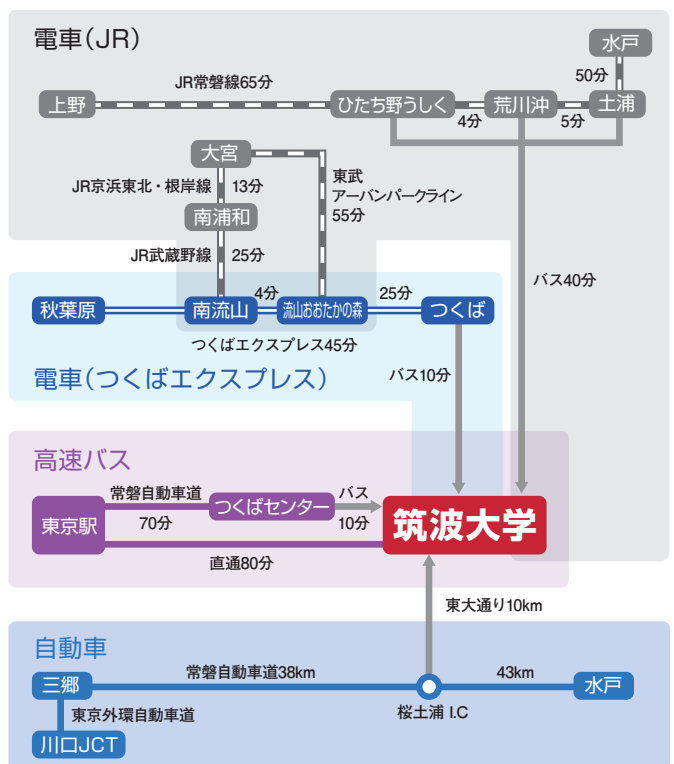 電車（JR）
水戸
50分
JR常磐線65分
上野
ひたち野うしく
4分
荒川沖
5分
土浦
大宮
JR京浜東北・根岸線
13分
東武
アーバンパークライン
55分
南浦和
JR武蔵野線
25分
バス40分
秋葉原
南流山
4分
流山おおたかの森
25分
つくば
つくばエクスプレス45分
電車（つくばエクスプレス）
バス10分
高速バス
東京駅
常磐自動車道
70分
つくばセンター
バス
10分
筑波大学
直通80分
東大通り10km
自動車
三郷
常磐自動車道38km
43km
水戸
桜土浦 I.C
東京外環自動車道
川口JCT